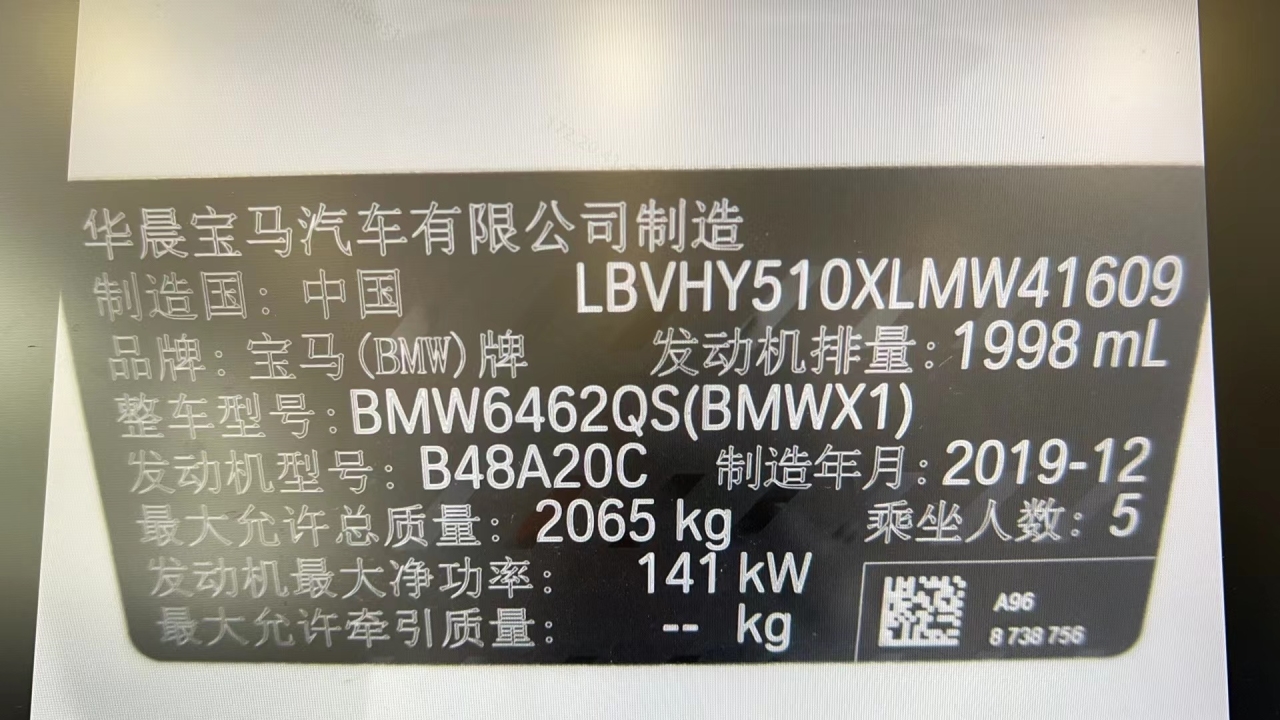 华晨宝马汽车有限公司制造
制造国：中国 LBVHY510XLMW41609
品牌：宝马(BMW)牌 发动机排量：1998 mL
整车型号：BMW6462QS(BMWX1)
发动机型号：B48A20C 制造年月：2019-12
最大允许总质量：2065 kg 乘坐人数：5
发动机最大净功率：141 kW
最大允许牵引质量：-- kg
A96
8 738 756